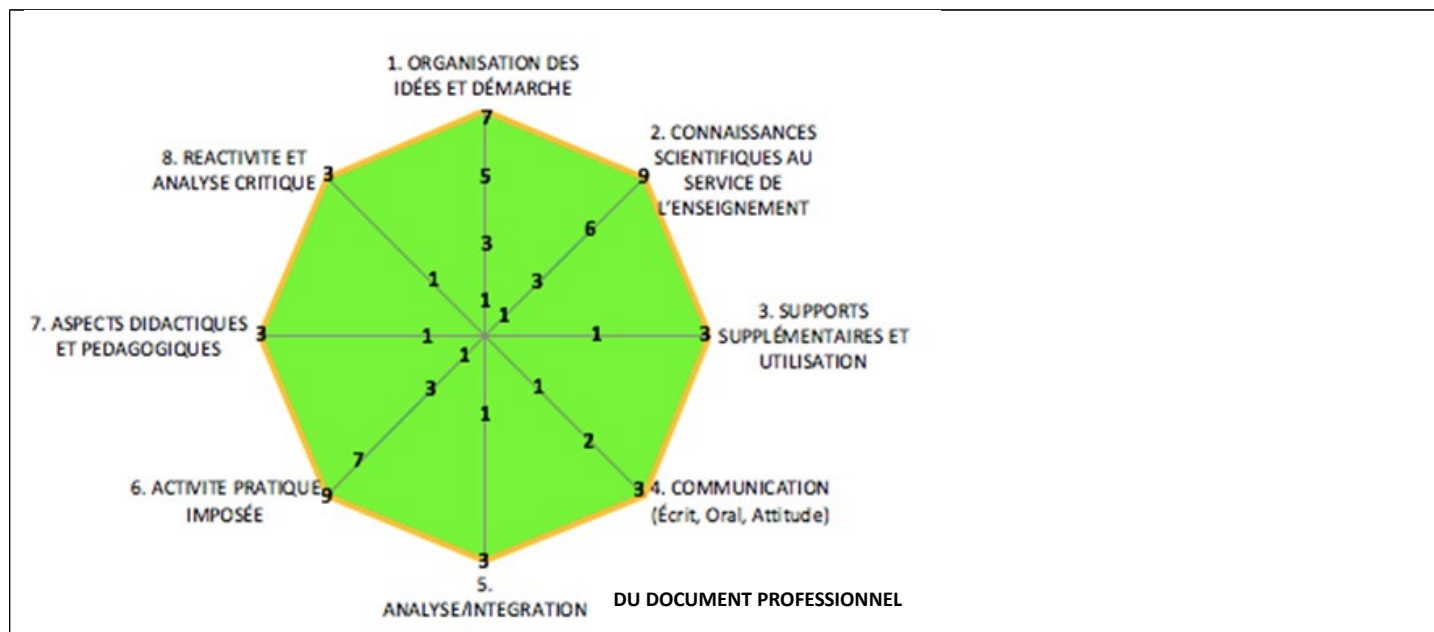 1. ORGANISATION DES
IDÉES ET DÉMARCHE
7
2. CONNAISSANCES
SCIENTIFIQUES AU
SERVICE DE
L'ENSEIGNEMENT
8. REACTIVITE ET
ANALYSE CRITIQUE
3
5
9
6
3
3
1
1
1
7. ASPECTS DIDACTIQUES
ET PEDAGOGIQUES
3
1
1
3
3. SUPPORTS
SUPPLÉMENTAIRES ET
UTILISATION
1
3
1
1
7
2
6. ACTIVITE PRATIQUE
IMPOSÉE
9
3
4. COMMUNICATION
(Écrit, Oral, Attitude)
3
5.
ANALYSE/INTEGRATION
DU DOCUMENT PROFESSIONNEL